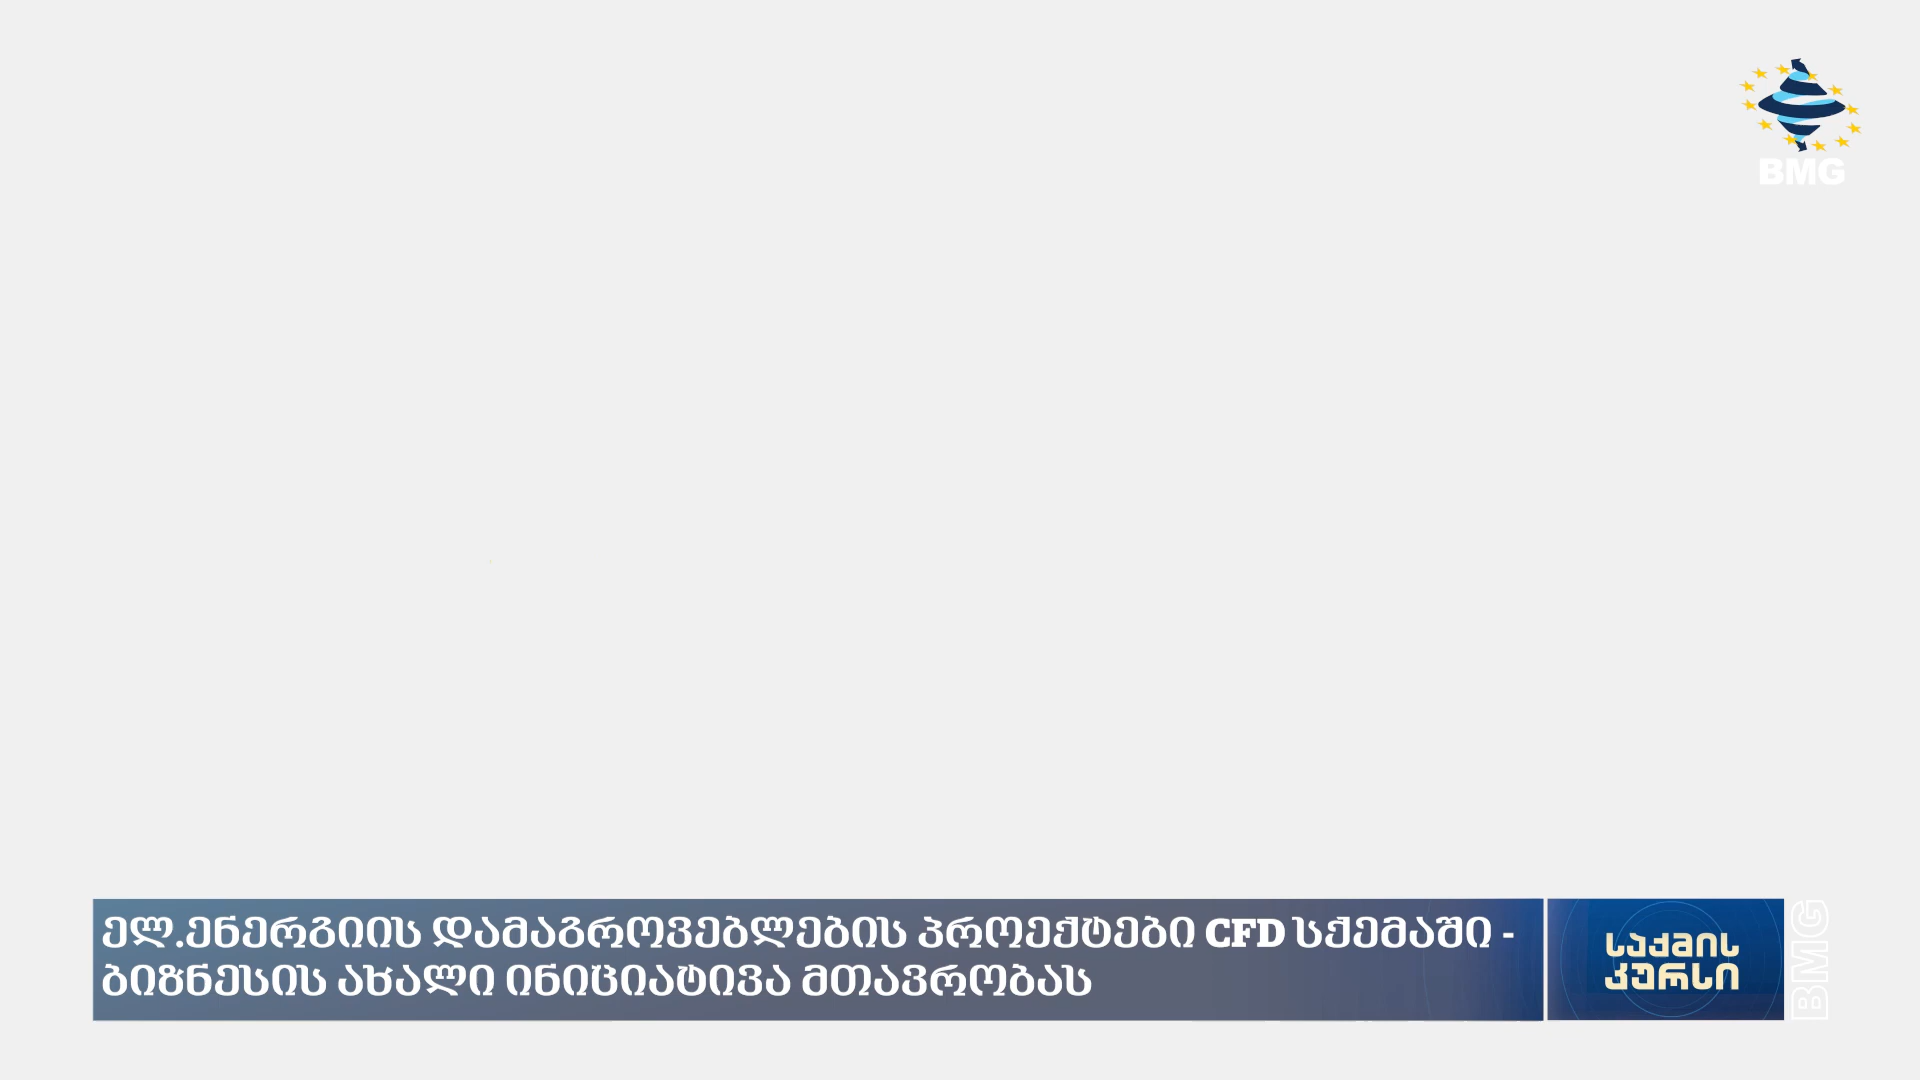 BMG
ელ.ენერგიის დამაგროვებლების პროექტები CFD სქემაში -
ბიზნესის ახალი ინიციატივა მთავრობას
საქმის
კურსი
BMG